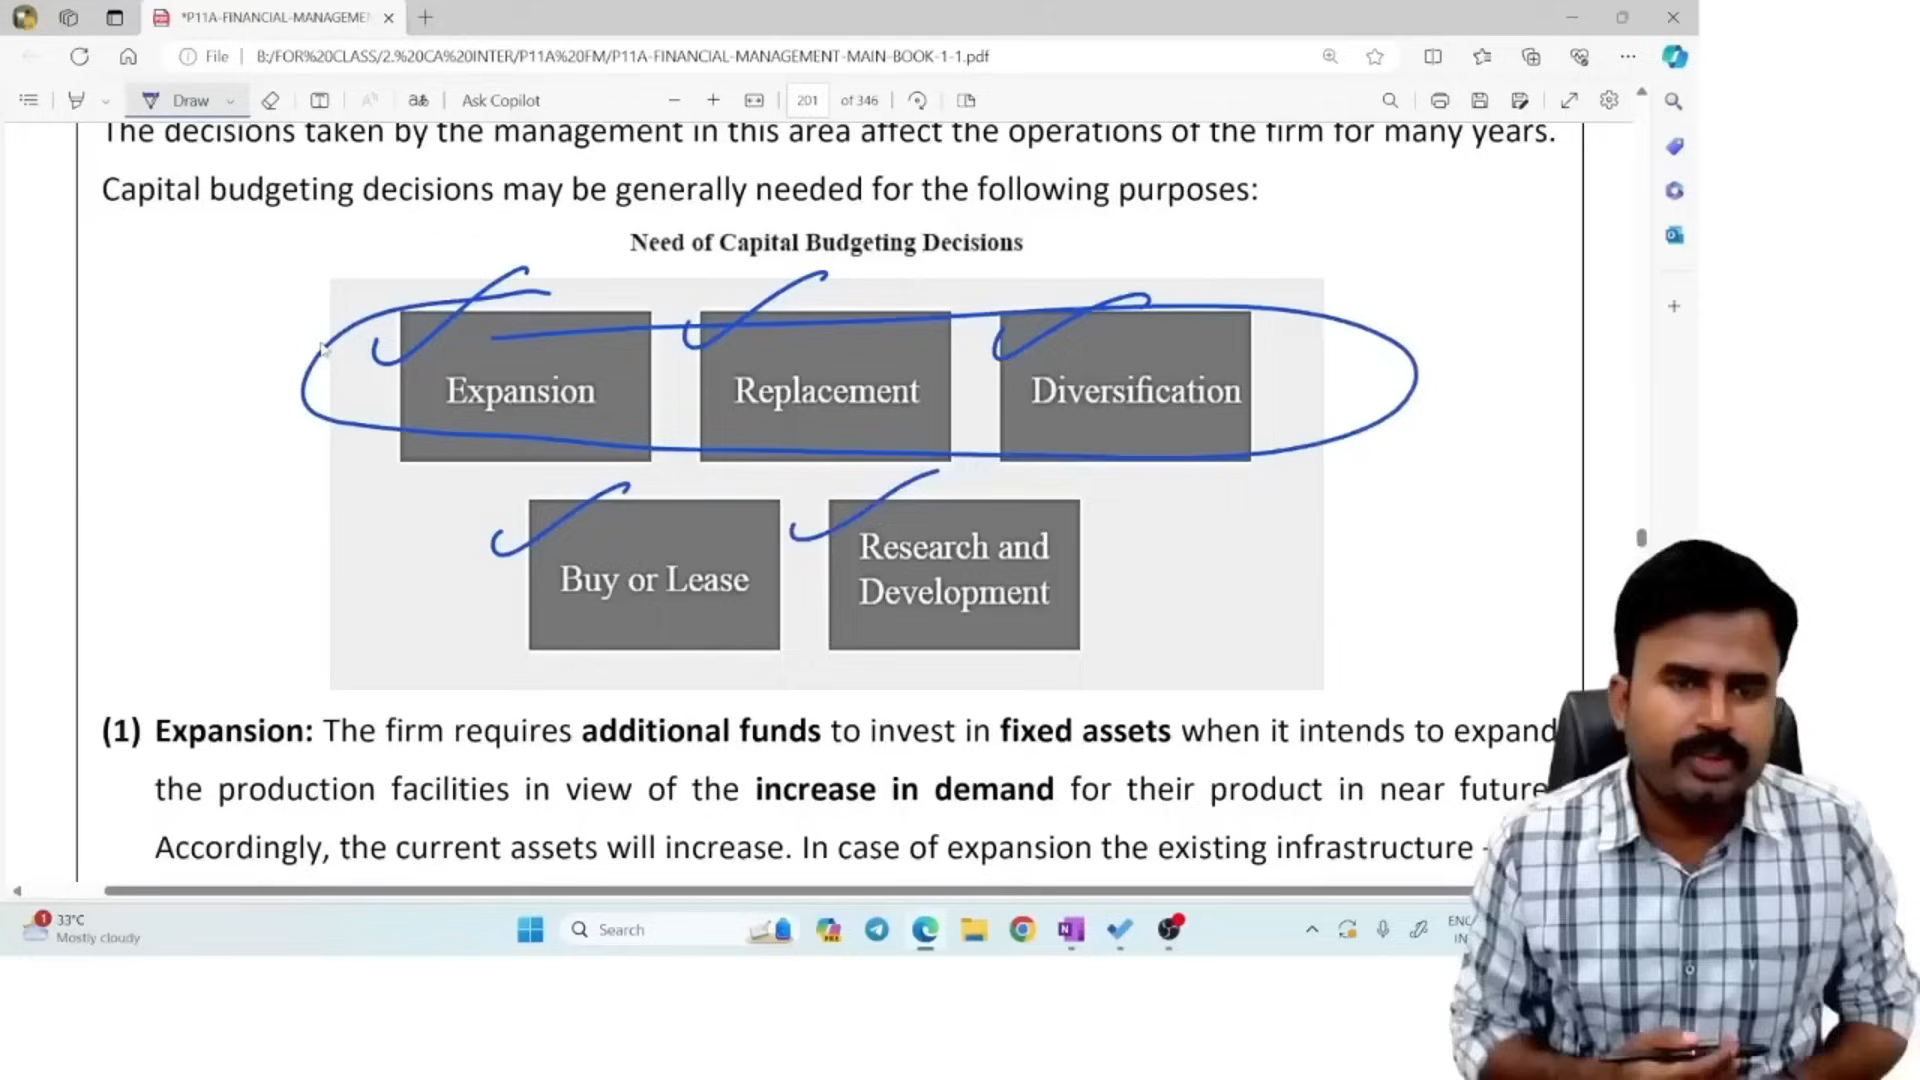 *P11A-FINANCIAL-MANAGEME
File
B:/FOR%20CLASS/2.%20CA%20INTER/P11A%20FM/P11A-FINANCIAL-MANAGEMENT-MAIN-BOOK-1-1.pdf
Draw
Ask Copilot
201 of 346
The decisions taken by the management in this area affect the operations of the firm for many years.
Capital budgeting decisions may be generally needed for the following purposes:
Need of Capital Budgeting Decisions
Expansion
Replacement
Diversification
Buy or Lease
Research and
Development
(1) Expansion: The firm requires additional funds to invest in fixed assets when it intends to expand
the production facilities in view of the increase in demand for their product in near future
Accordingly, the current assets will increase. In case of expansion the existing infrastructure -
1
33°C
Mostly cloudy
Search
ENG
IN